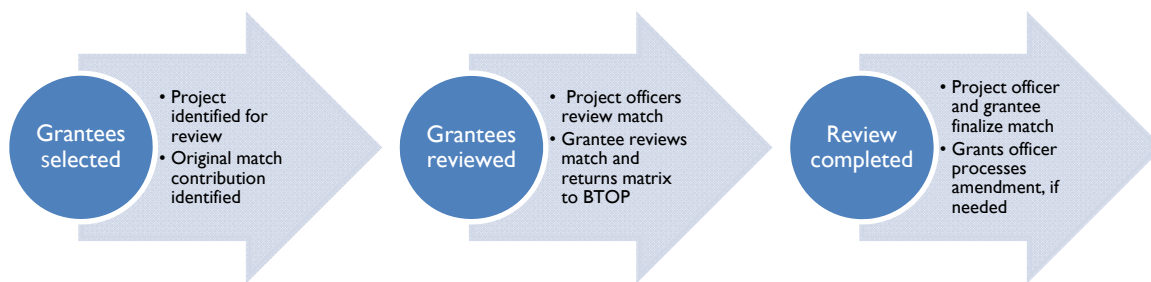 Grantees
selected
• Project
identified for
review
• Original match
contribution
identified
Grantees
reviewed
• Project officers
review match
• Grantee reviews
match and
returns matrix
to BTOP
Review
completed
• Project officer
and grantee
finalize match
• Grants officer
processes
amendment, if
needed